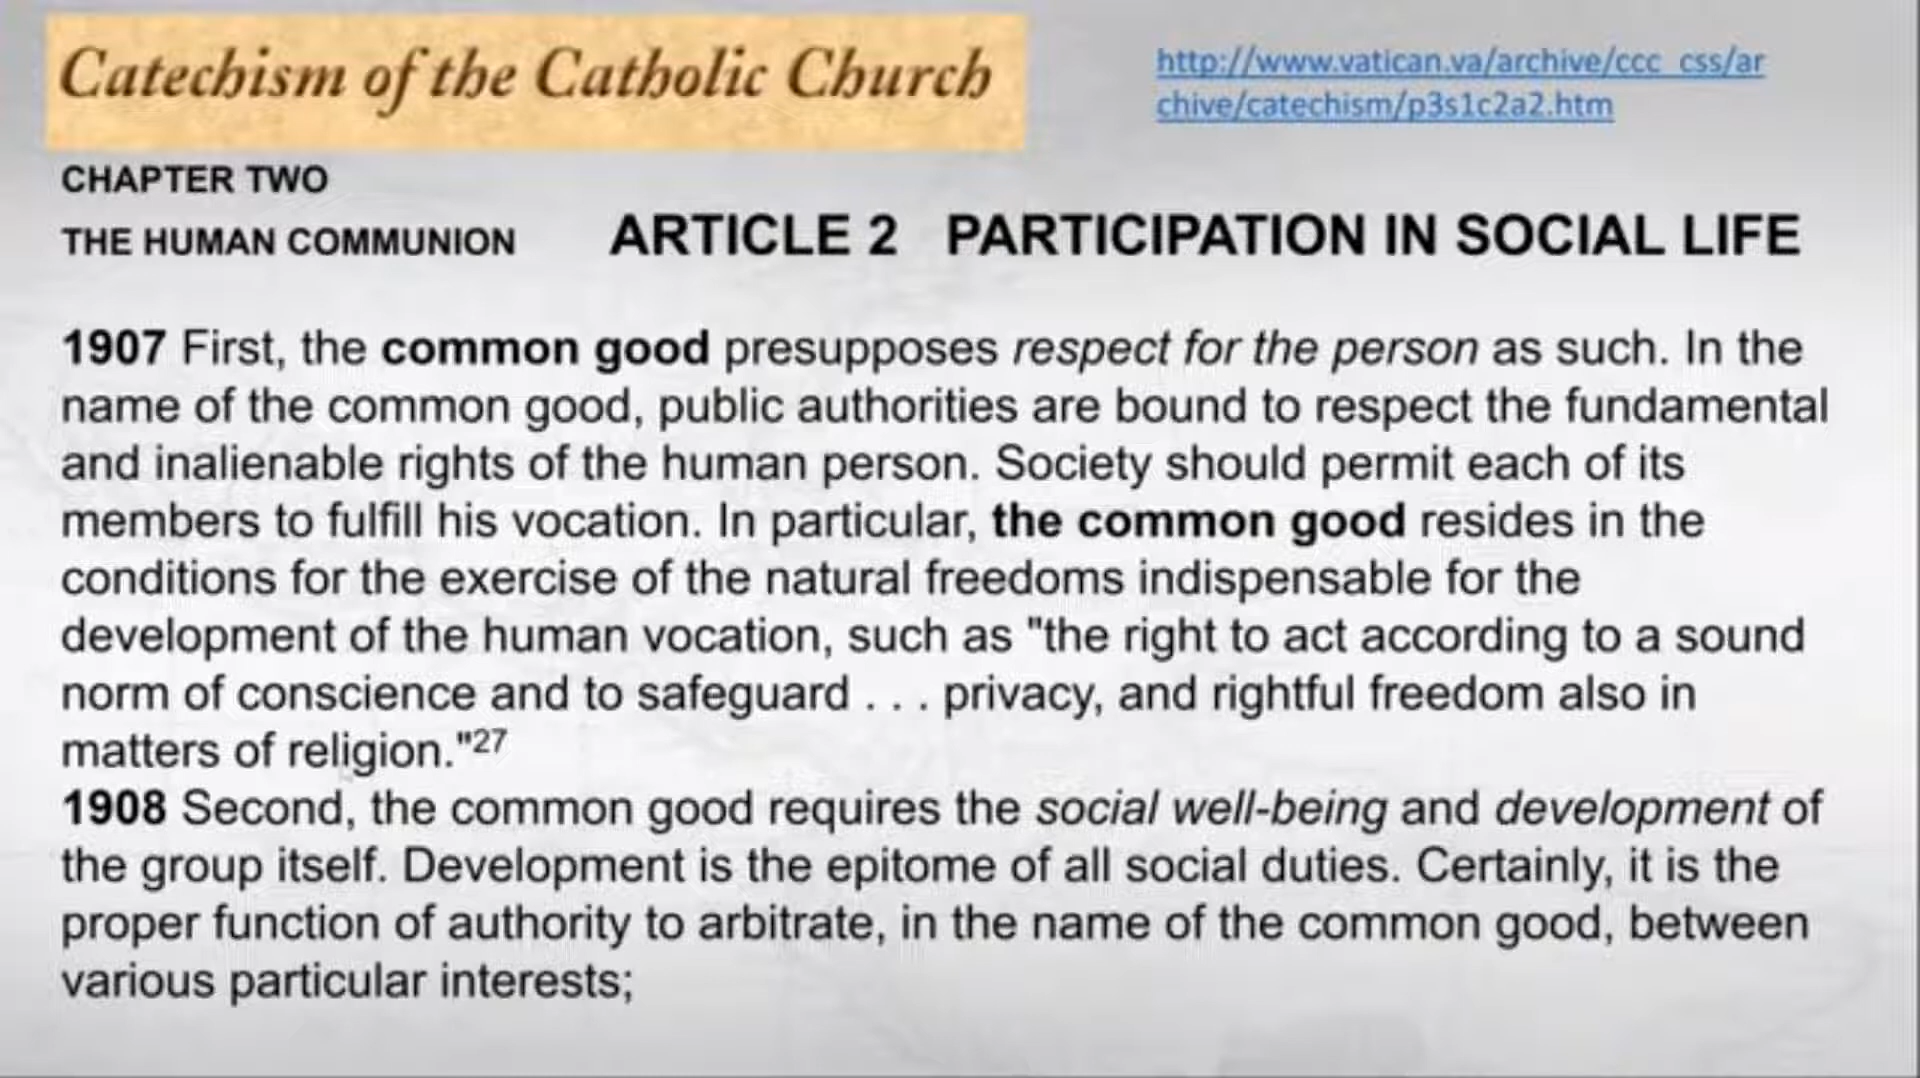 Catechism of the Catholic Church
http://www.vatican.va/archive/ccc_css/ar
chive/catechism/p3s1c2a2.htm
CHAPTER TWO
THE HUMAN COMMUNION ARTICLE 2 PARTICIPATION IN SOCIAL LIFE
1907 First, the common good presupposes respect for the person as such. In the
name of the common good, public authorities are bound to respect the fundamental
and inalienable rights of the human person. Society should permit each of its
members to fulfill his vocation. In particular, the common good resides in the
conditions for the exercise of the natural freedoms indispensable for the
development of the human vocation, such as "the right to act according to a sound
norm of conscience and to safeguard . . . privacy, and rightful freedom also in
matters of religion."27
1908 Second, the common good requires the social well-being and development of
the group itself. Development is the epitome of all social duties. Certainly, it is the
proper function of authority to arbitrate, in the name of the common good, between
various particular interests;